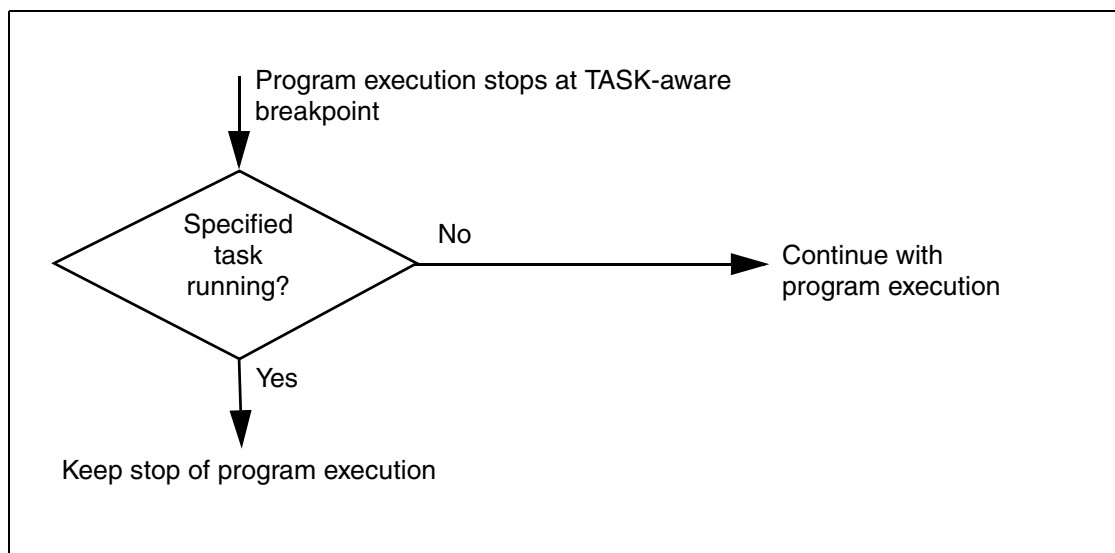 Program execution stops at TASK-aware
breakpoint
Specified
task
running?
No
Continue with
program execution
Yes
Keep stop of program execution